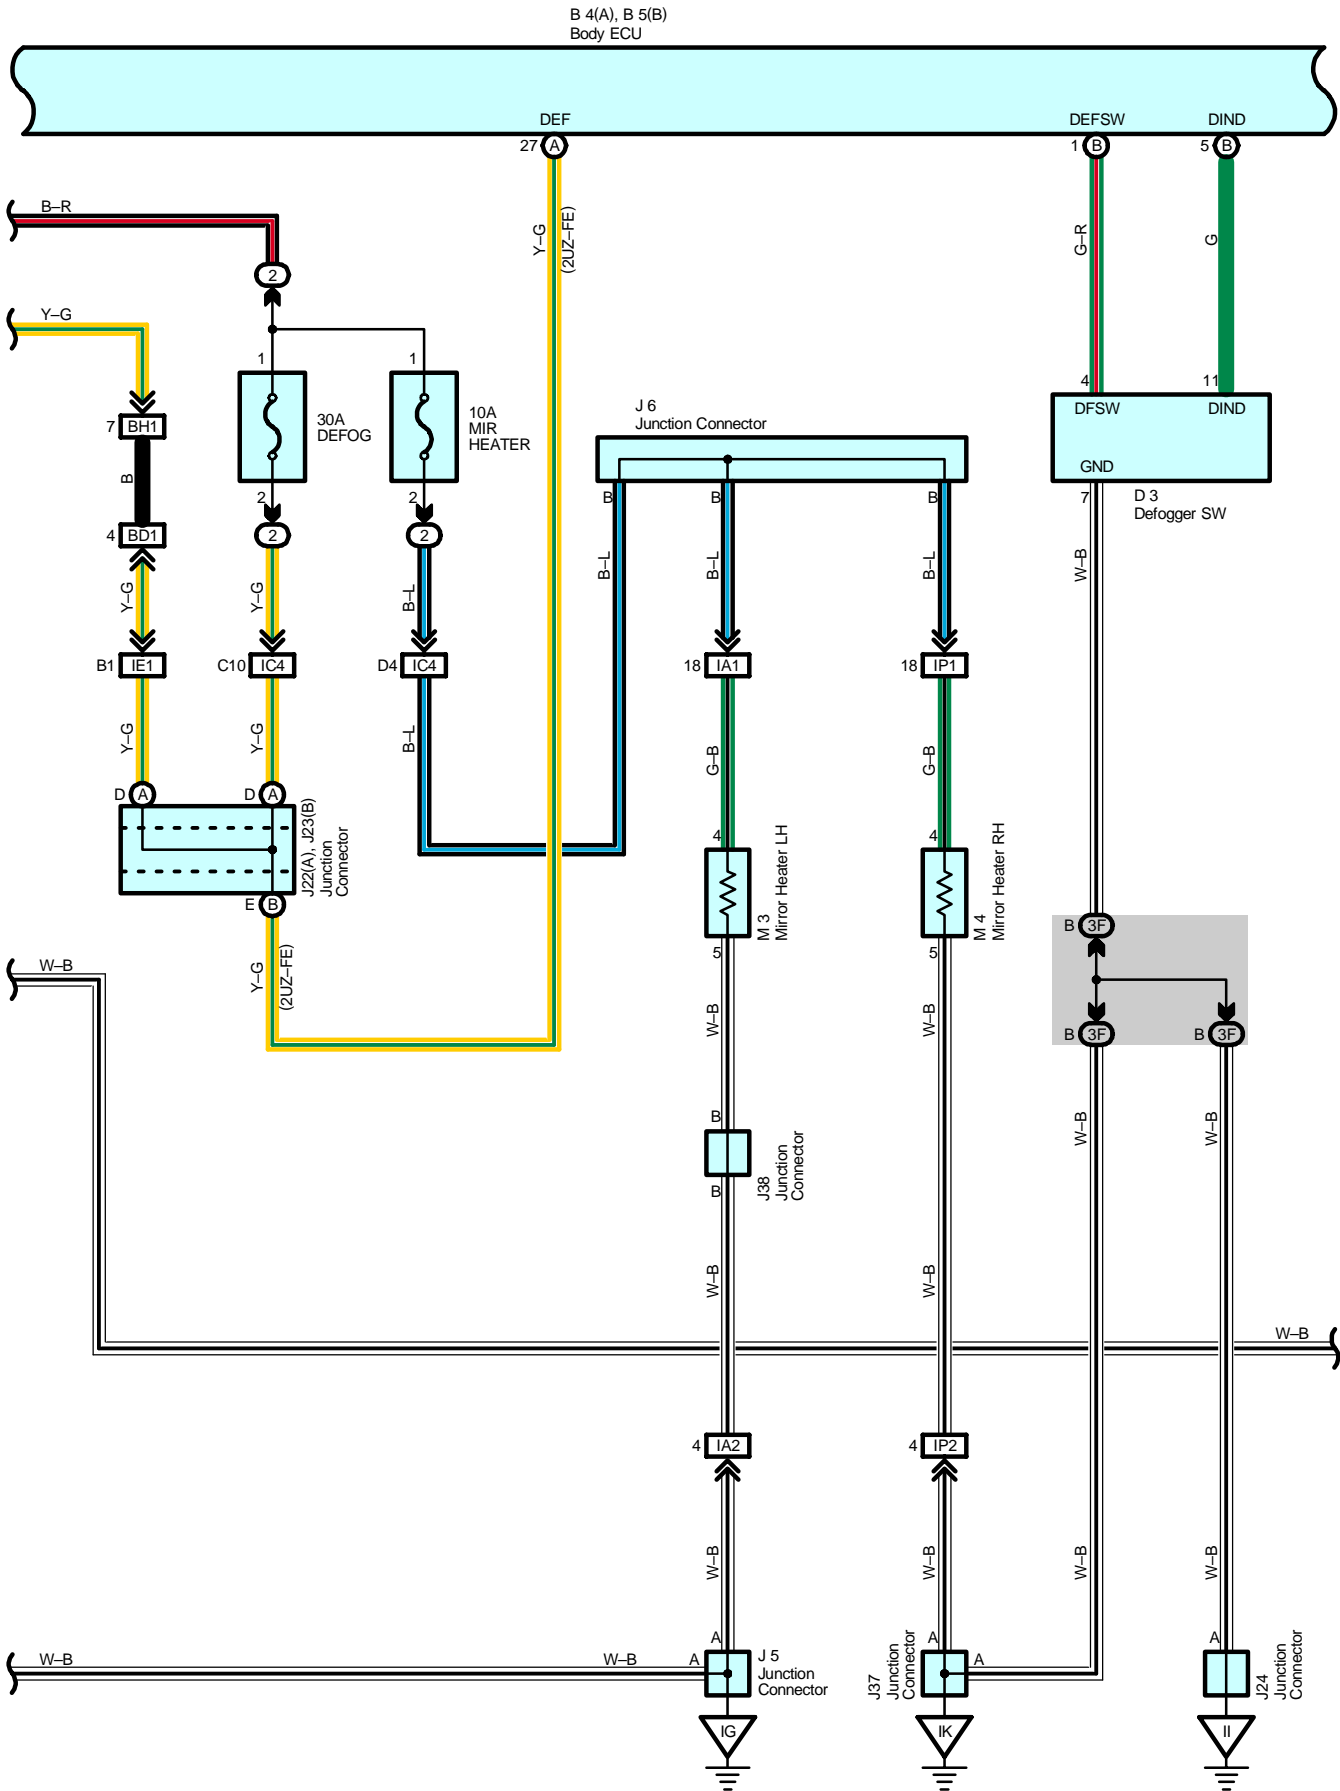 B 4(A), B 5(B)
Body ECU
DEF
DEFSW
DIND
27 A
1 B
5 B
B–R
Y–G
(2UZ–FE)
G–R
G
2
Y–G
1
1
4
11
30A
DEFOG
10A
MIR
HEATER
J 6
Junction Connector
DFSW
DIND
7 BH1
B
GND
2
2
B
B
B
7
D 3
Defogger SW
4 BD1
2
2
Y–G
Y–G
B–L
B–L
B–L
B–L
W–B
B1 IE1
C10 IC4
D4 IC4
18 IA1
18 IP1
Y–G
Y–G
B–L
G–B
G–B
D A
D A
J22(A), J23(B)
Junction
Connector
4
4
M 3
Mirror Heater LH
M 4
Mirror Heater RH
E B
B 3F
5
5
W–B
Y–G
(2UZ–FE)
W–B
W–B
B 3F
B 3F
B
W–B
W–B
J38
Junction
Connector
B
W–B
W–B
W–B
4 IA2
4 IP2
W–B
W–B
W–B
W–B
A
A
A
W–B
W–B
A
J 5
Junction
Connector
J37
Junction
Connector
A
J24
Junction
Connector
IG
IK
II